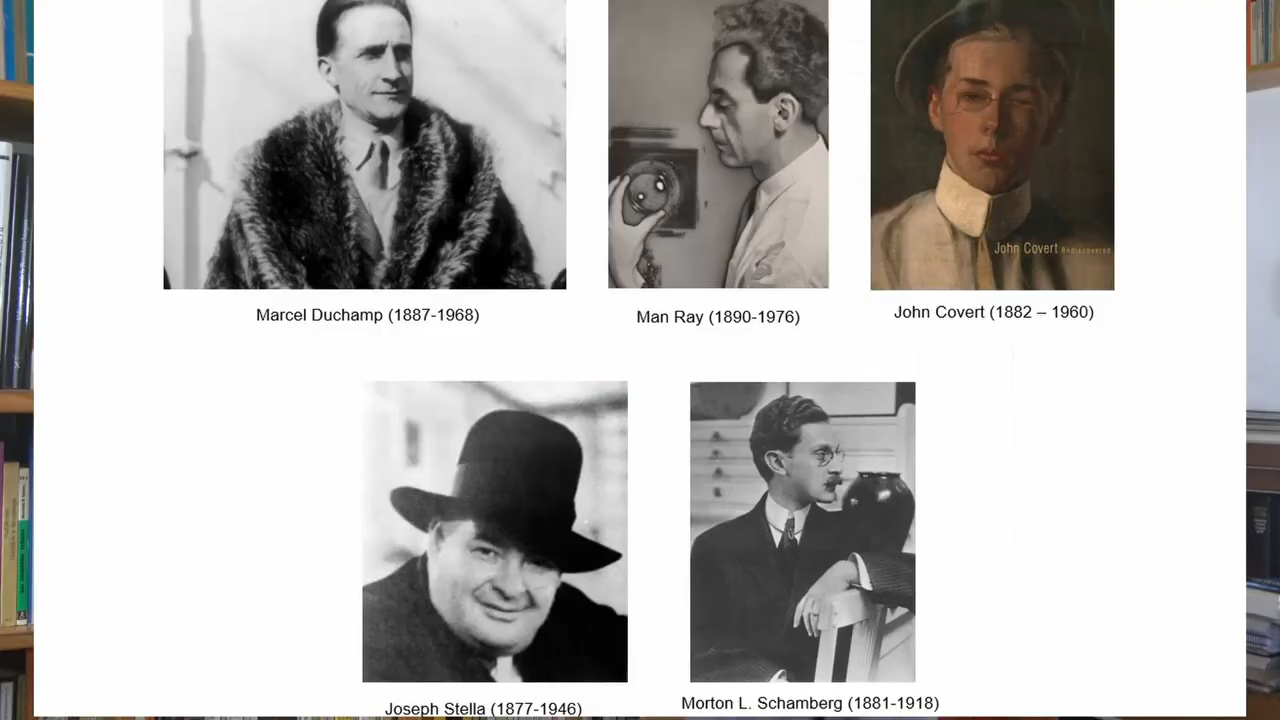 John Covert Rediscovered
Marcel Duchamp (1887-1968)
Man Ray (1890-1976)
John Covert (1882 – 1960)
Joseph Stella (1877-1946)
Morton L. Schamberg (1881-1918)